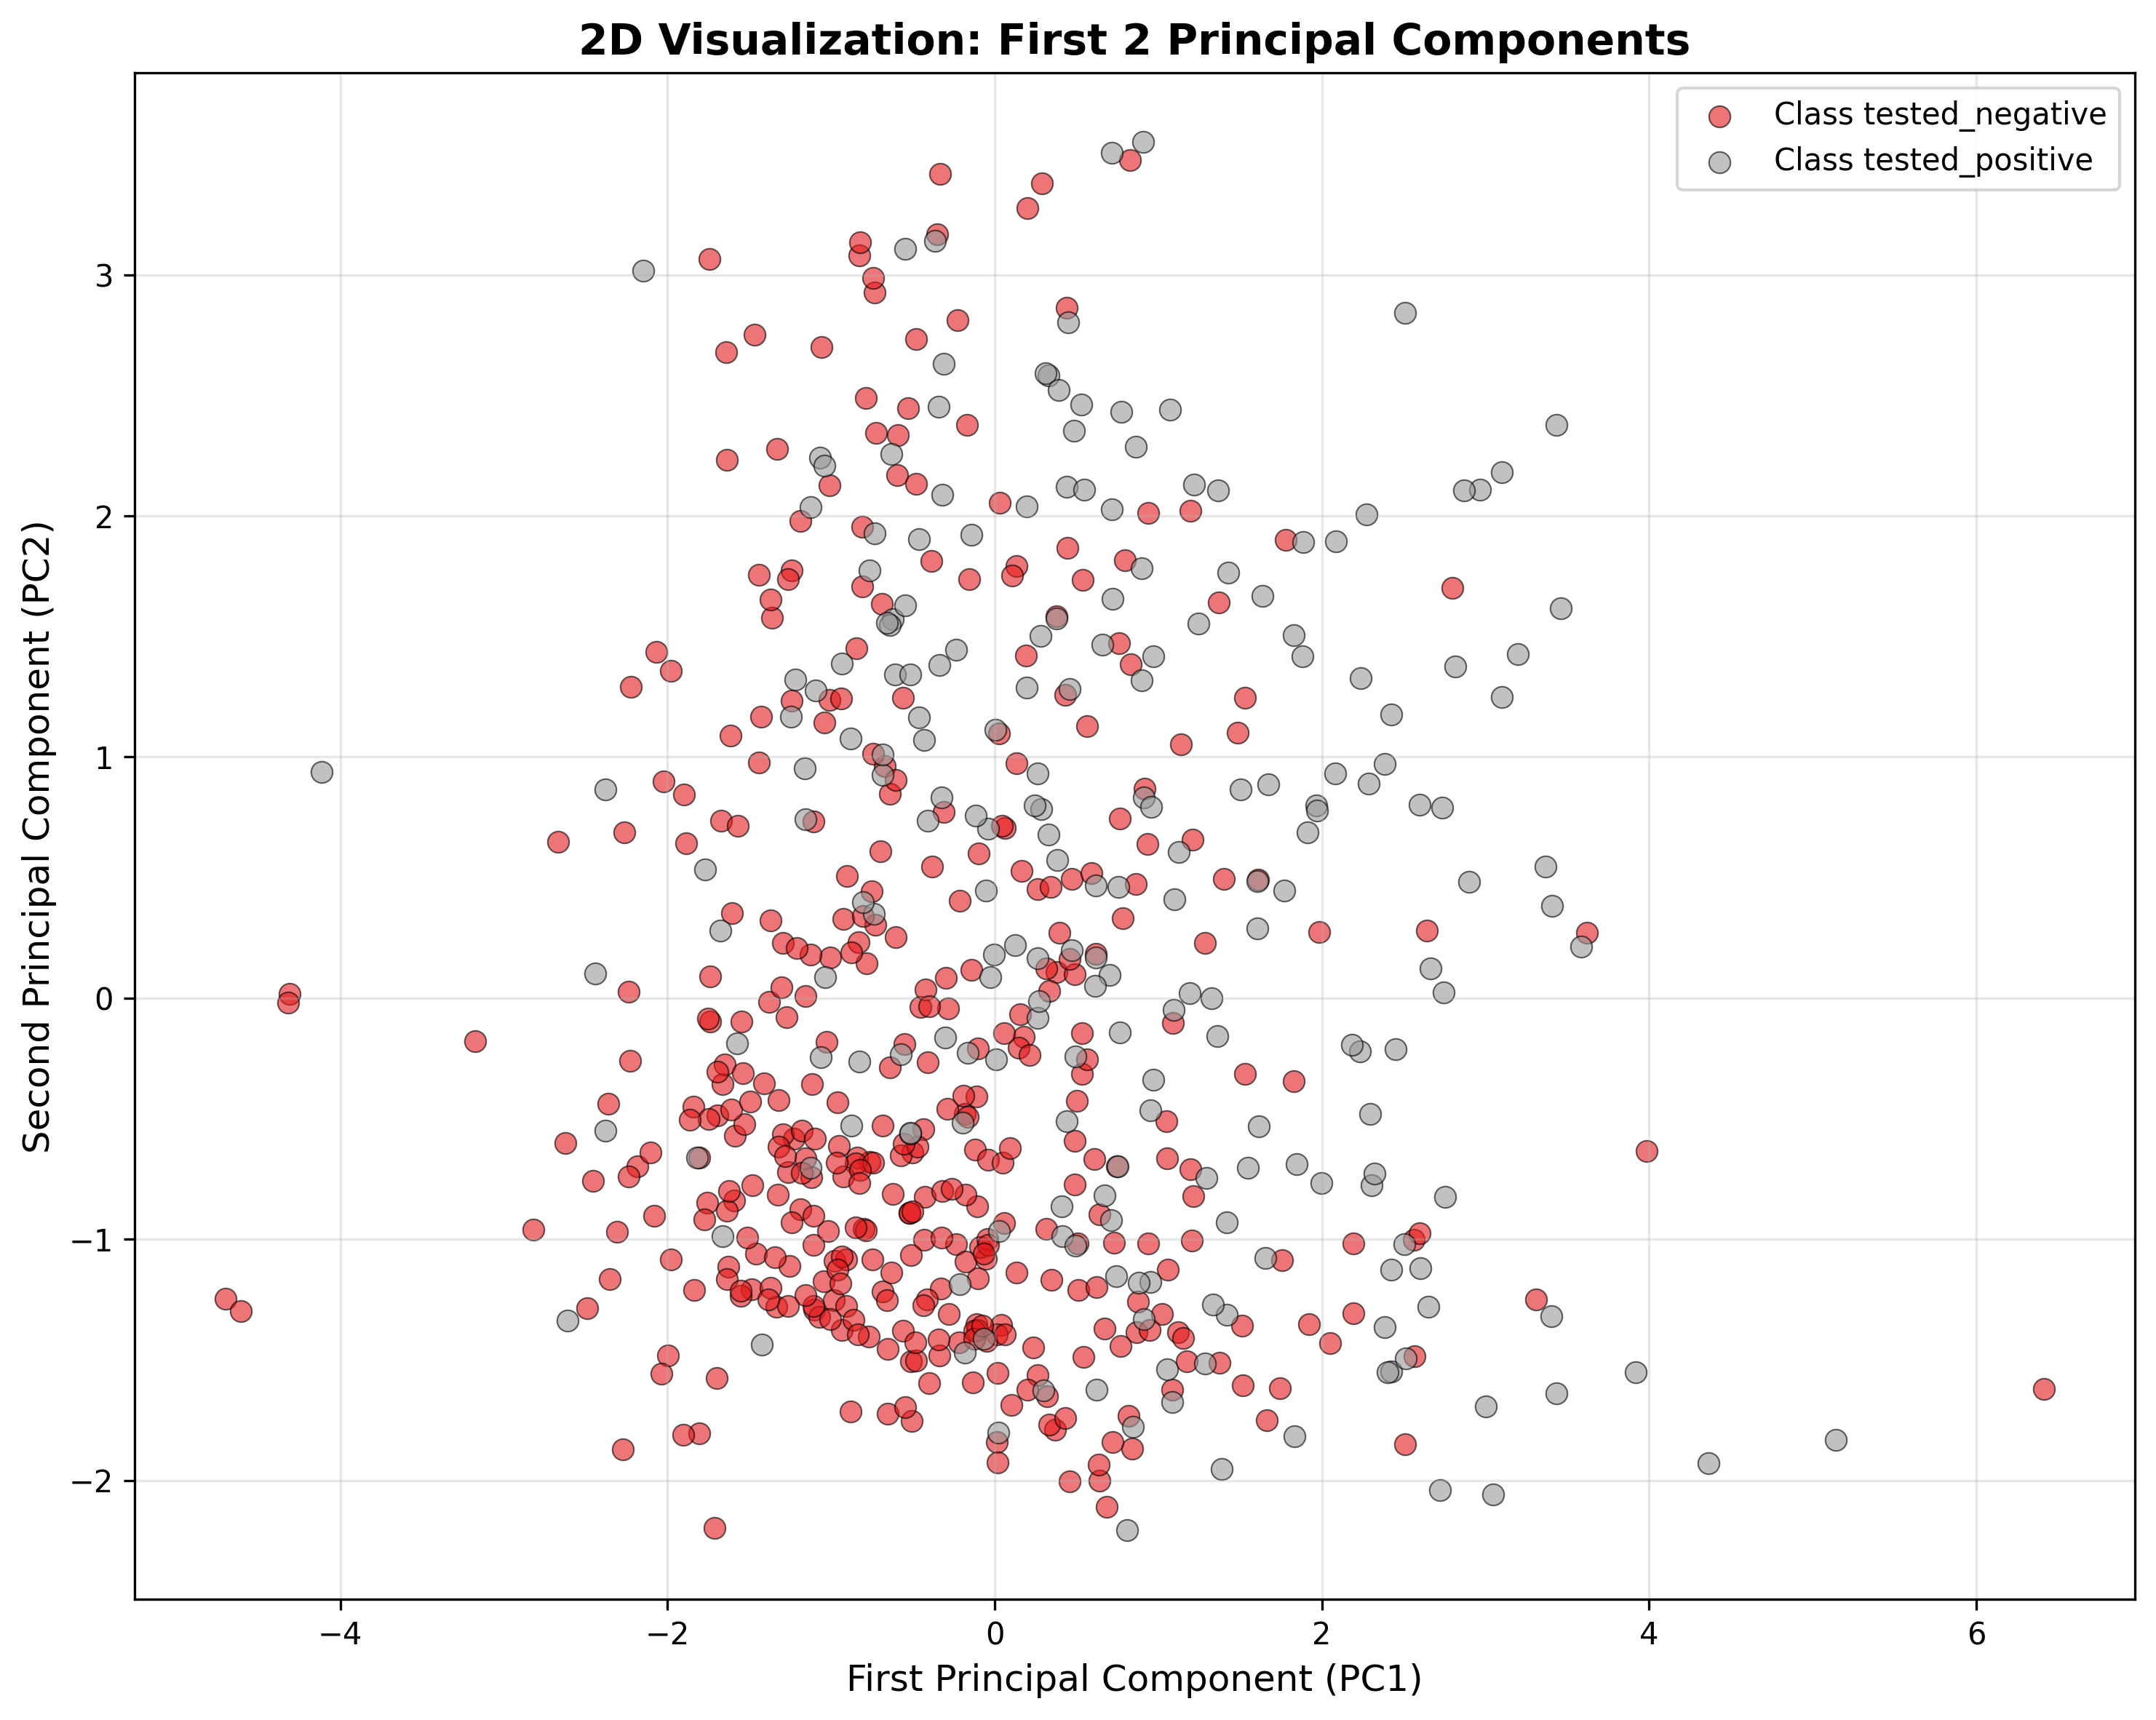 2D Visualization: First 2 Principal Components
Class tested_negative
Class tested_positive
Second Principal Component (PC2)
3
2
1
0
−1
−2
−4
−2
0
2
4
6
First Principal Component (PC1)